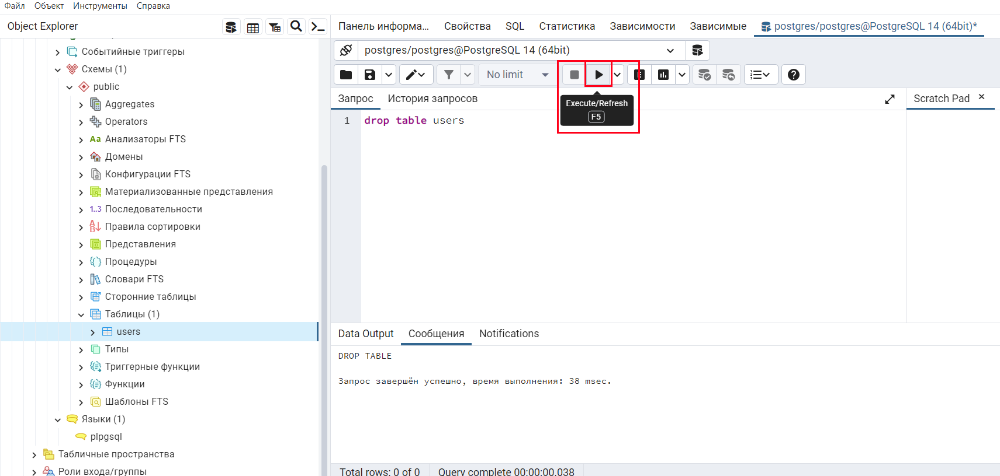 Файл Объект Инструменты Справка
Object Explorer
Событийные триггеры
Схемы (1)
public
Aggregates
Operators
Aa Анализаторы FTS
Домены
Конфигурации FTS
Материализованные представления
1..3 Последовательности
Правила сортировки
Представления
Процедуры
Словари FTS
Сторонние таблицы
Таблицы (1)
users
Типы
Триггерные функции
Функции
Шаблоны FTS
Языки (1)
plpgsql
Табличные пространства
Роли входа/группы
Панель информа... Свойства SQL Статистика Зависимости Зависимые postgres/postgres@PostgreSQL 14 (64bit)*
postgres/postgres@PostgreSQL 14 (64bit)
No limit
Запрос История запросов
Execute/Refresh
F5
Scratch Pad
1 drop table users
Data Output Сообщения Notifications
DROP TABLE
Запрос завершён успешно, время выполнения: 38 msec.
Total rows: 0 of 0 Query complete 00:00:00.038